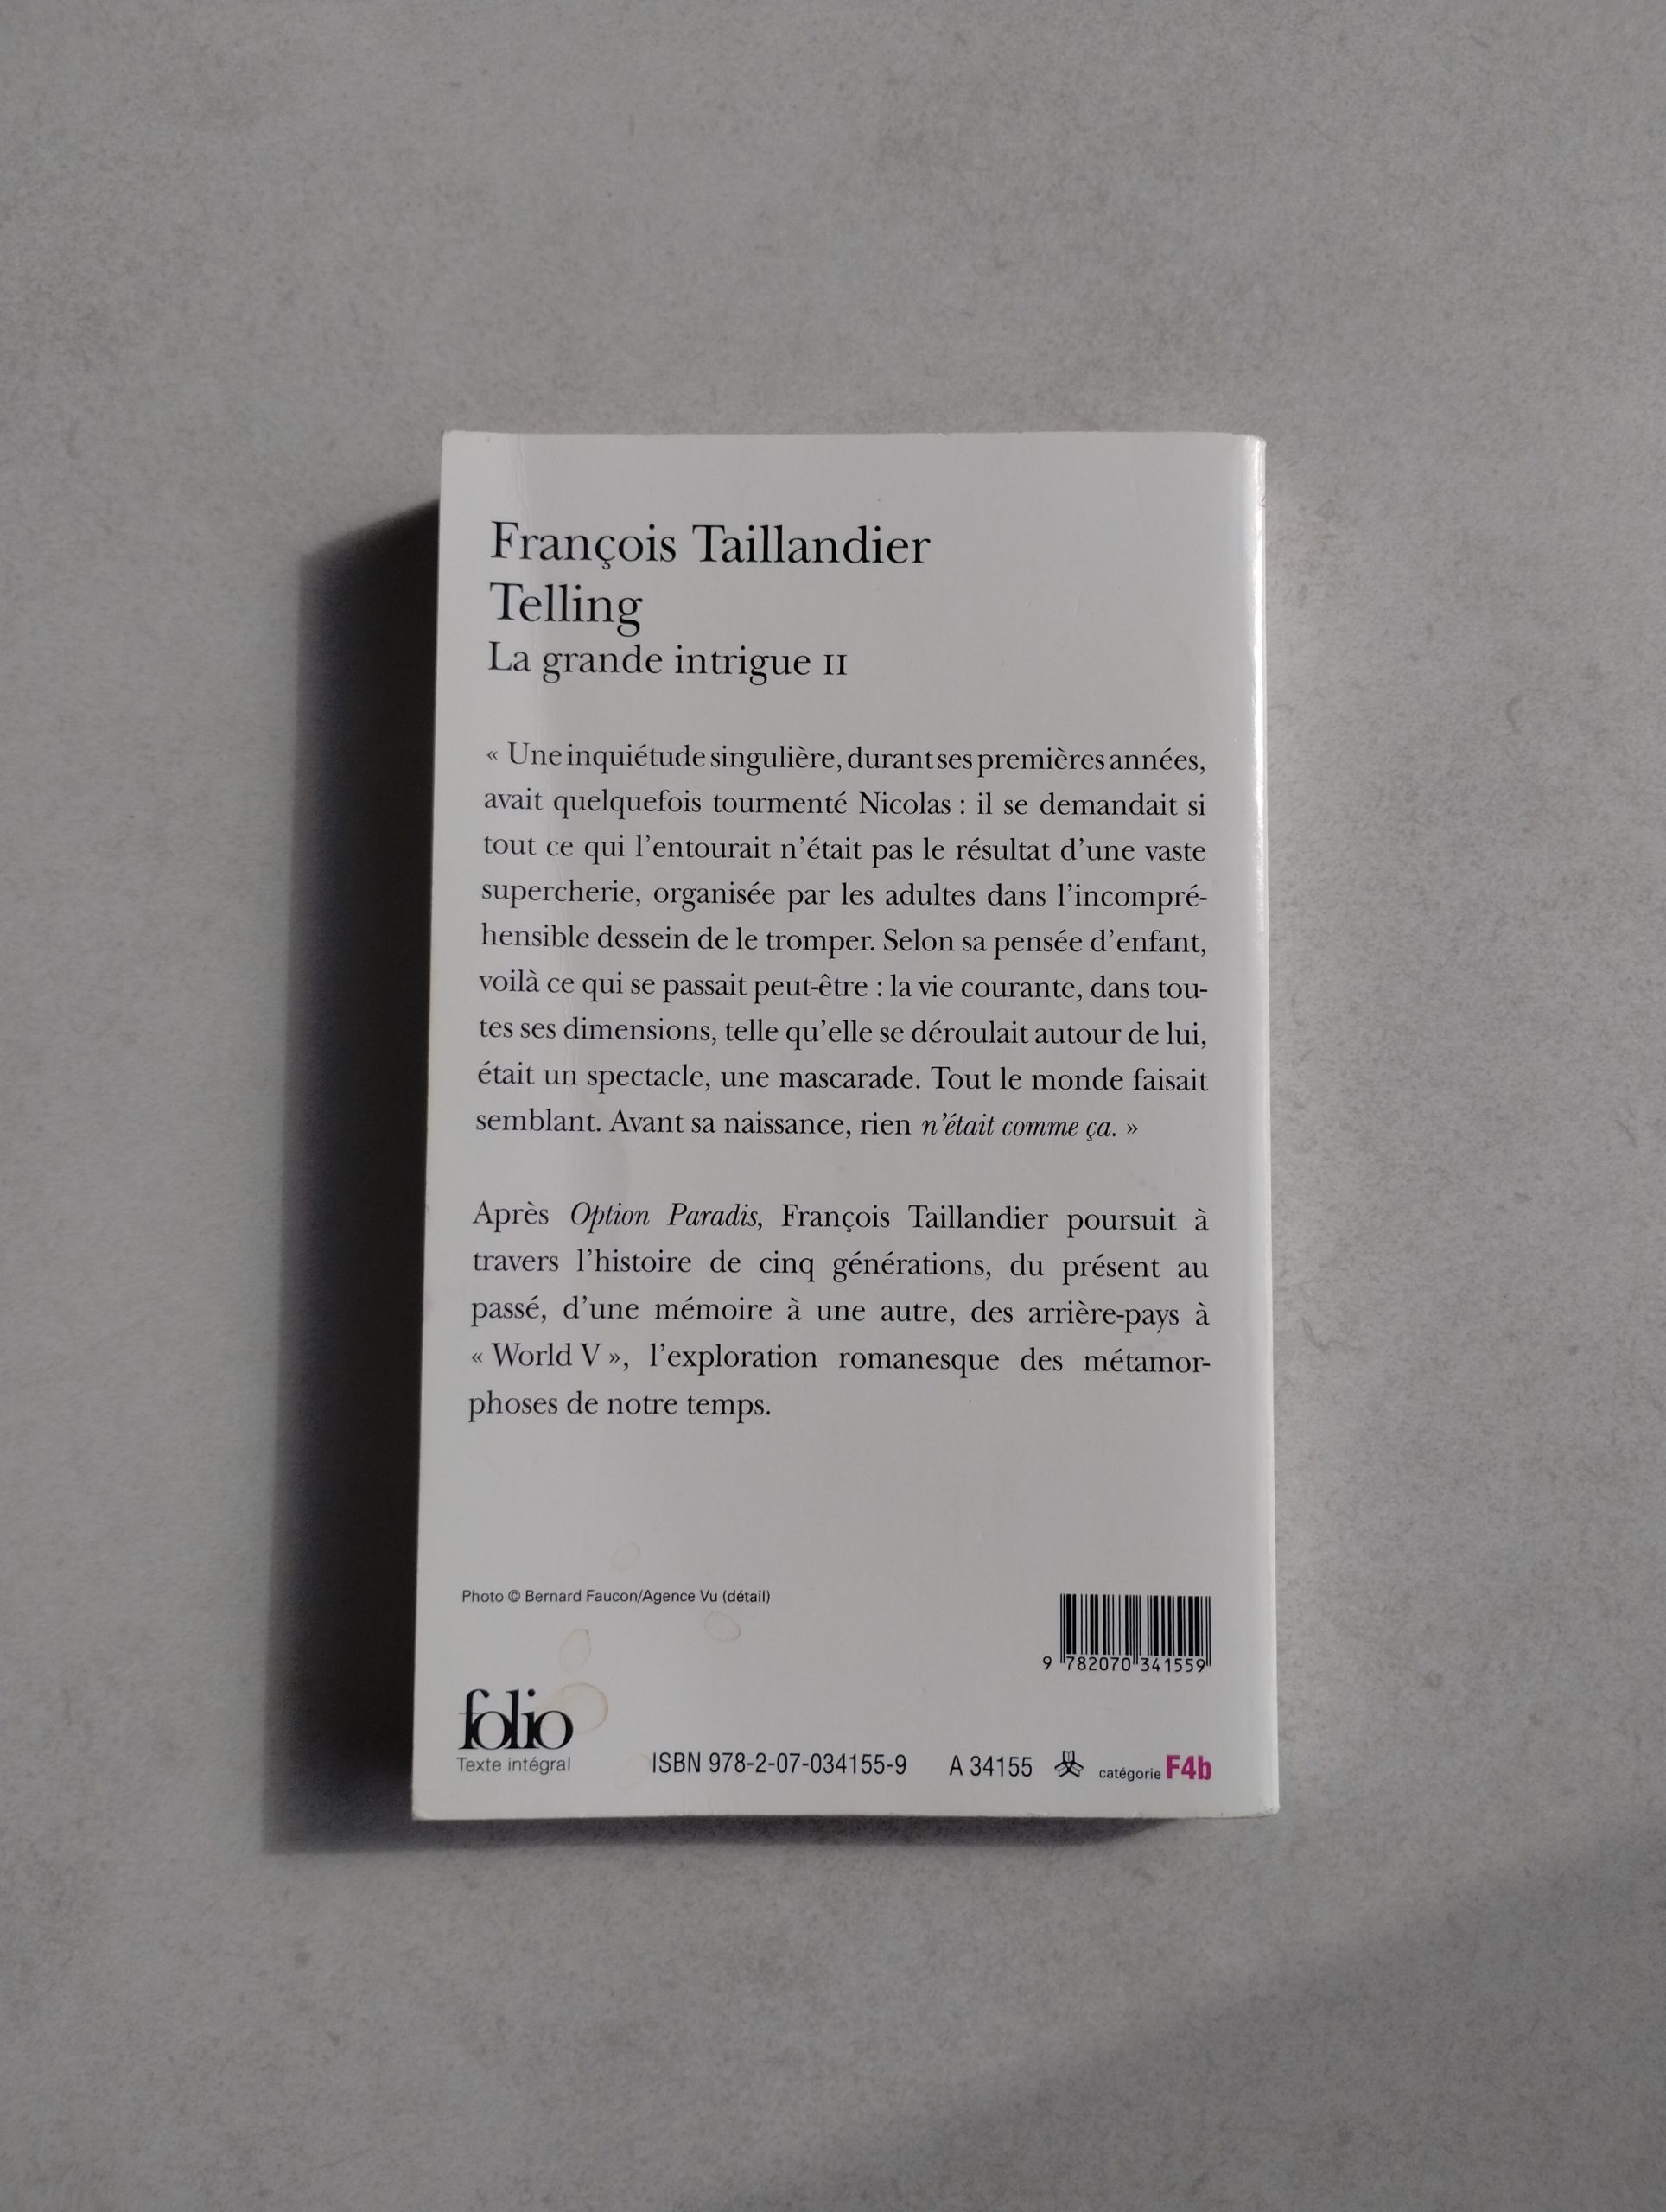 François Taillandier
Telling
La grande intrigue II
« Une inquiétude singulière, durant ses premières années,
avait quelquefois tourmenté Nicolas : il se demandait si
tout ce qui l'entourait n'était pas le résultat d'une vaste
supercherie, organisée par les adultes dans l'incompré-
hensible dessein de le tromper. Selon sa pensée d'enfant,
voilà ce qui se passait peut-être : la vie courante, dans tou-
tes ses dimensions, telle qu'elle se déroulait autour de lui,
était un spectacle, une mascarade. Tout le monde faisait
semblant. Avant sa naissance, rien n'était comme ça. »
Après Option Paradis, François Taillandier poursuit à
travers l'histoire de cinq générations, du présent au
passé, d'une mémoire à une autre, des arrière-pays à
« World V », l'exploration romanesque des métamor-
phoses de notre temps.
Photo © Bernard Faucon/Agence Vu (détail)
9 782070 341559
folio
Texte intégral
ISBN 978-2-07-034155-9 A 34155 catégorie F4b